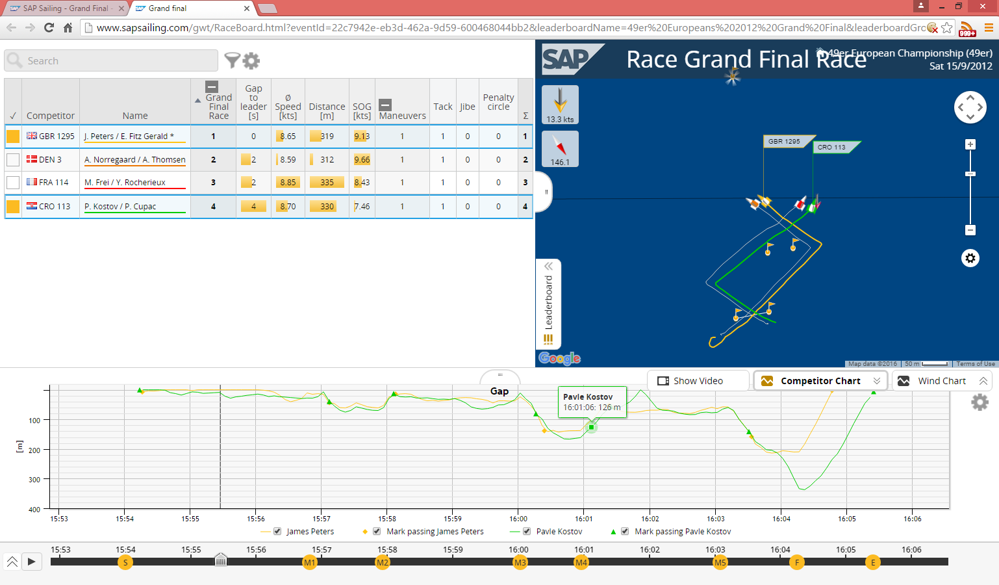 SAP Sailing - Grand Final -
Grand final
www.sapsailing.com/gwt/RaceBoard.html?eventId=22c7942e-eb3d-462a-9d59-600468044bb2&leaderboardName=49er%20Europeans%202012%20Grand%20Final&leaderboardGro
999+
Search
✓ Competitor Name Grand Final Race Gap to leader [s] Ø Speed [kts] Distance [m] SOG [kts] Maneuvers Tack Jibe Penalty circle Σ
GBR 1295 J. Peters / E. Fitz Gerald * 1 0 8.65 319 9.13 1 1 0 0 1
DEN 3 A. Norregaard / A. Thomsen 2 2 8.59 312 9.66 1 1 0 0 2
FRA 114 M. Frei / Y. Rocherieux 3 2 8.85 335 8.43 1 1 0 0 3
CRO 113 P. Kostov / P. Cupac 4 4 8.70 330 7.46 1 1 0 0 4
SAP
Race Grand Final Race
49er European Championship (49er)
Sat 15/9/2012
13.3 kts
146.1
GBR 1295
CRO 113
Leaderboard
Google
Map data ©2016 50 m Terms of Use
Show Video
Competitor Chart
Wind Chart
Gap
Pavle Kostov
16:01:06: 126 m
[m]
100
200
300
400
15:53 15:54 15:55 15:56 15:57 15:58 15:59 16:00 16:01 16:02 16:03 16:04 16:05 16:06
James Peters Mark passing James Peters Pavle Kostov Mark passing Pavle Kostov
15:53 15:54 15:55 15:56 15:57 15:58 15:59 16:00 16:01 16:02 16:03 16:04 16:05 16:06
S M1 M2 M3 M4 M5 F E